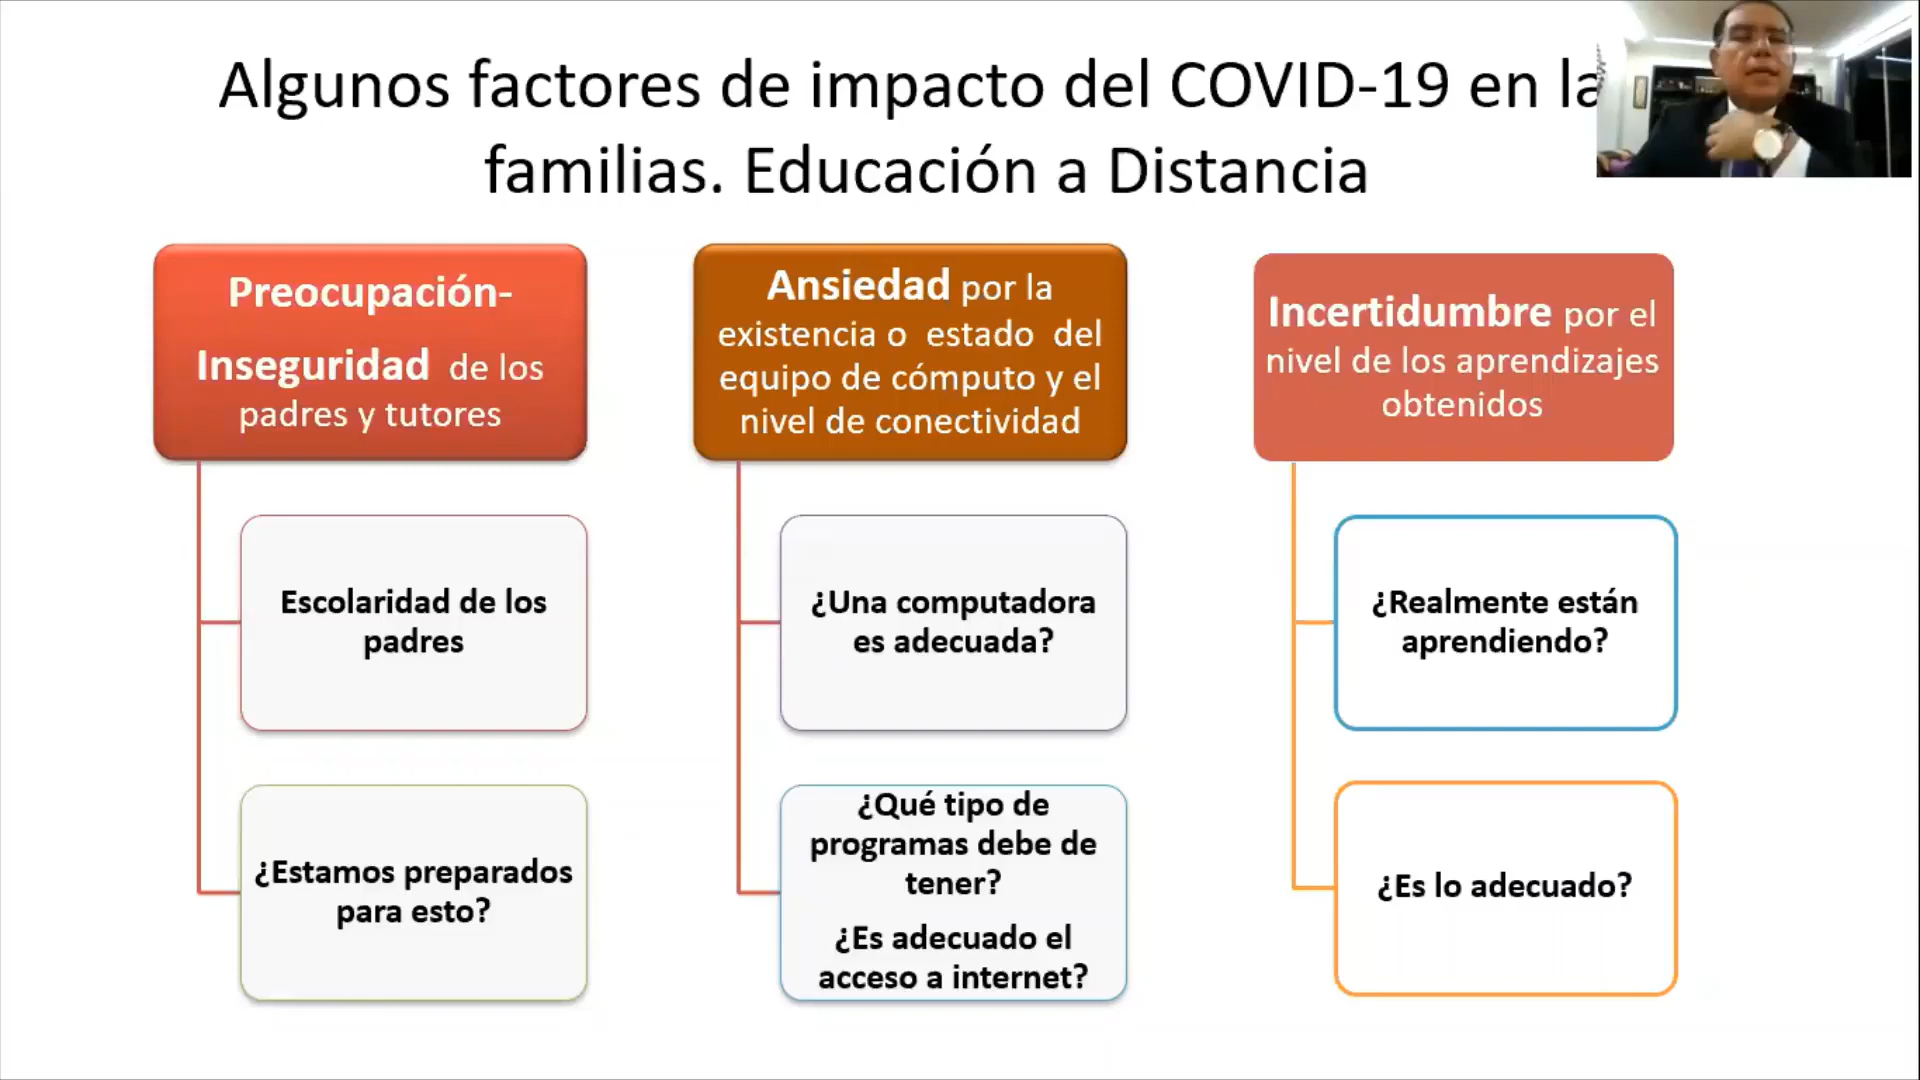 Algunos factores de impacto del COVID-19 en la
familias. Educación a Distancia
Preocupación-
Inseguridad de los
padres y tutores
Escolaridad de los
padres
¿Estamos preparados
para esto?
Ansiedad por la
existencia o estado del
equipo de cómputo y el
nivel de conectividad
¿Una computadora
es adecuada?
¿Qué tipo de
programas debe de
tener?
¿Es adecuado el
acceso a internet?
Incertidumbre por el
nivel de los aprendizajes
obtenidos
¿Realmente están
aprendiendo?
¿Es lo adecuado?